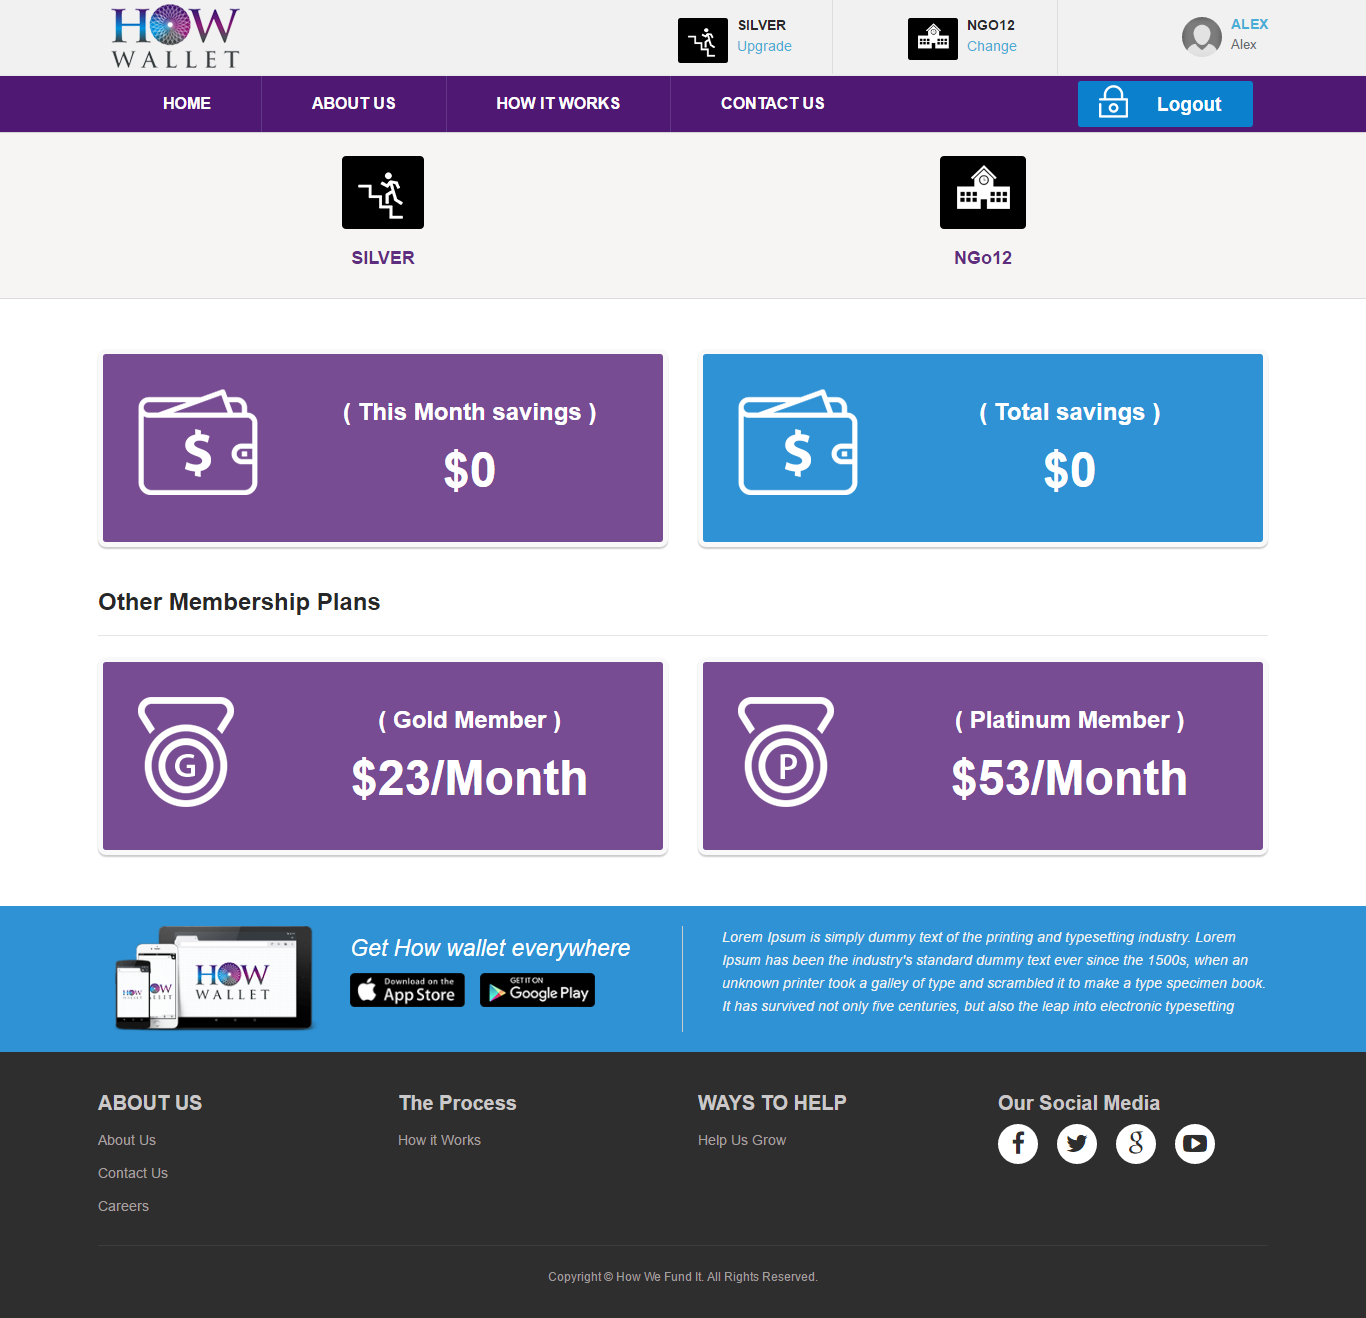 HOW
WALLET
SILVER
Upgrade
NGO12
Change
ALEX
Alex
HOME
ABOUT US
HOW IT WORKS
CONTACT US
Logout
SILVER
NGo12
$
( This Month savings )
$0
$
( Total savings )
$0
Other Membership Plans
G
( Gold Member )
$23/Month
P
( Platinum Member )
$53/Month
HOW
WALLET
HOW
WALLET
Get How wallet everywhere
Download on the
App Store
GET IT ON
Google Play
Lorem Ipsum is simply dummy text of the printing and typesetting industry. Lorem
Ipsum has been the industry's standard dummy text ever since the 1500s, when an
unknown printer took a galley of type and scrambled it to make a type specimen book.
It has survived not only five centuries, but also the leap into electronic typesetting
ABOUT US
About Us
Contact Us
Careers
The Process
How it Works
WAYS TO HELP
Help Us Grow
Our Social Media
Copyright © How We Fund It. All Rights Reserved.